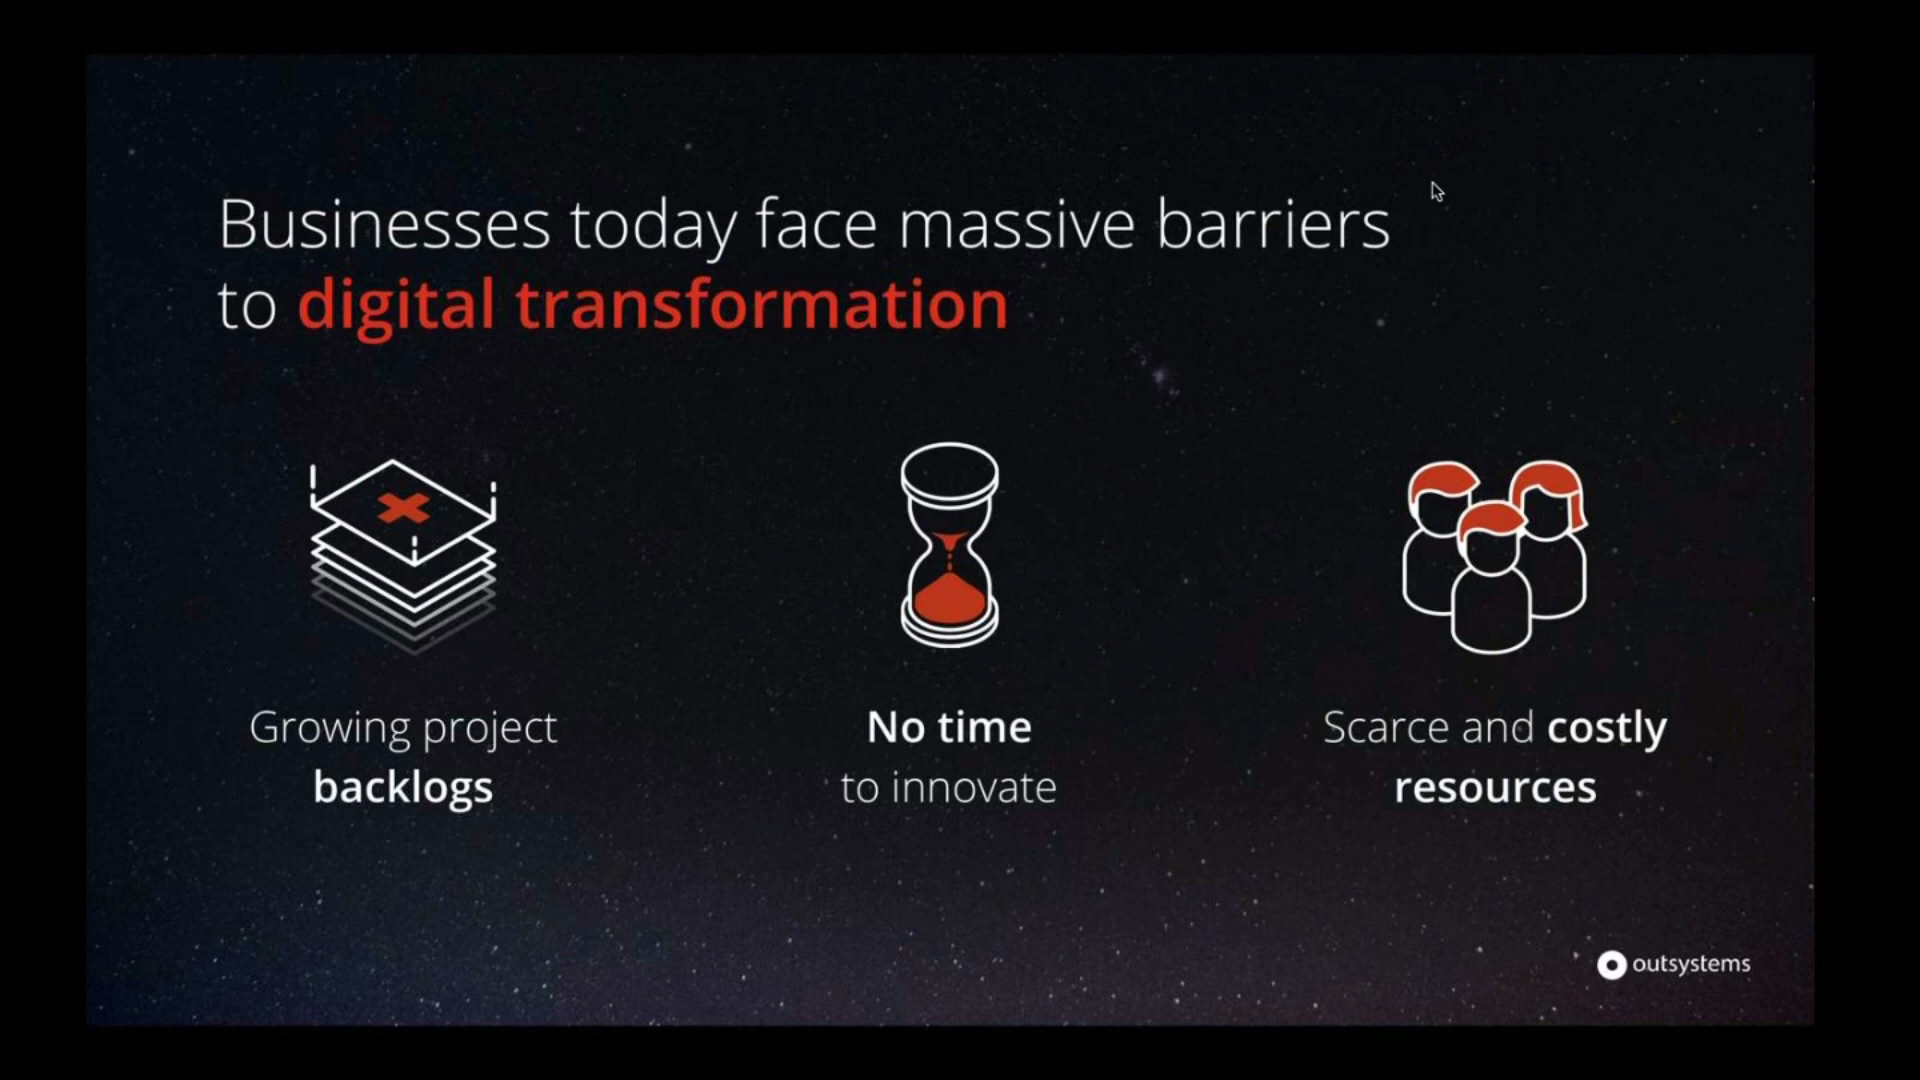 Businesses today face massive barriers
to digital transformation
Growing project
backlogs
No time
to innovate
Scarce and costly
resources
outsystems